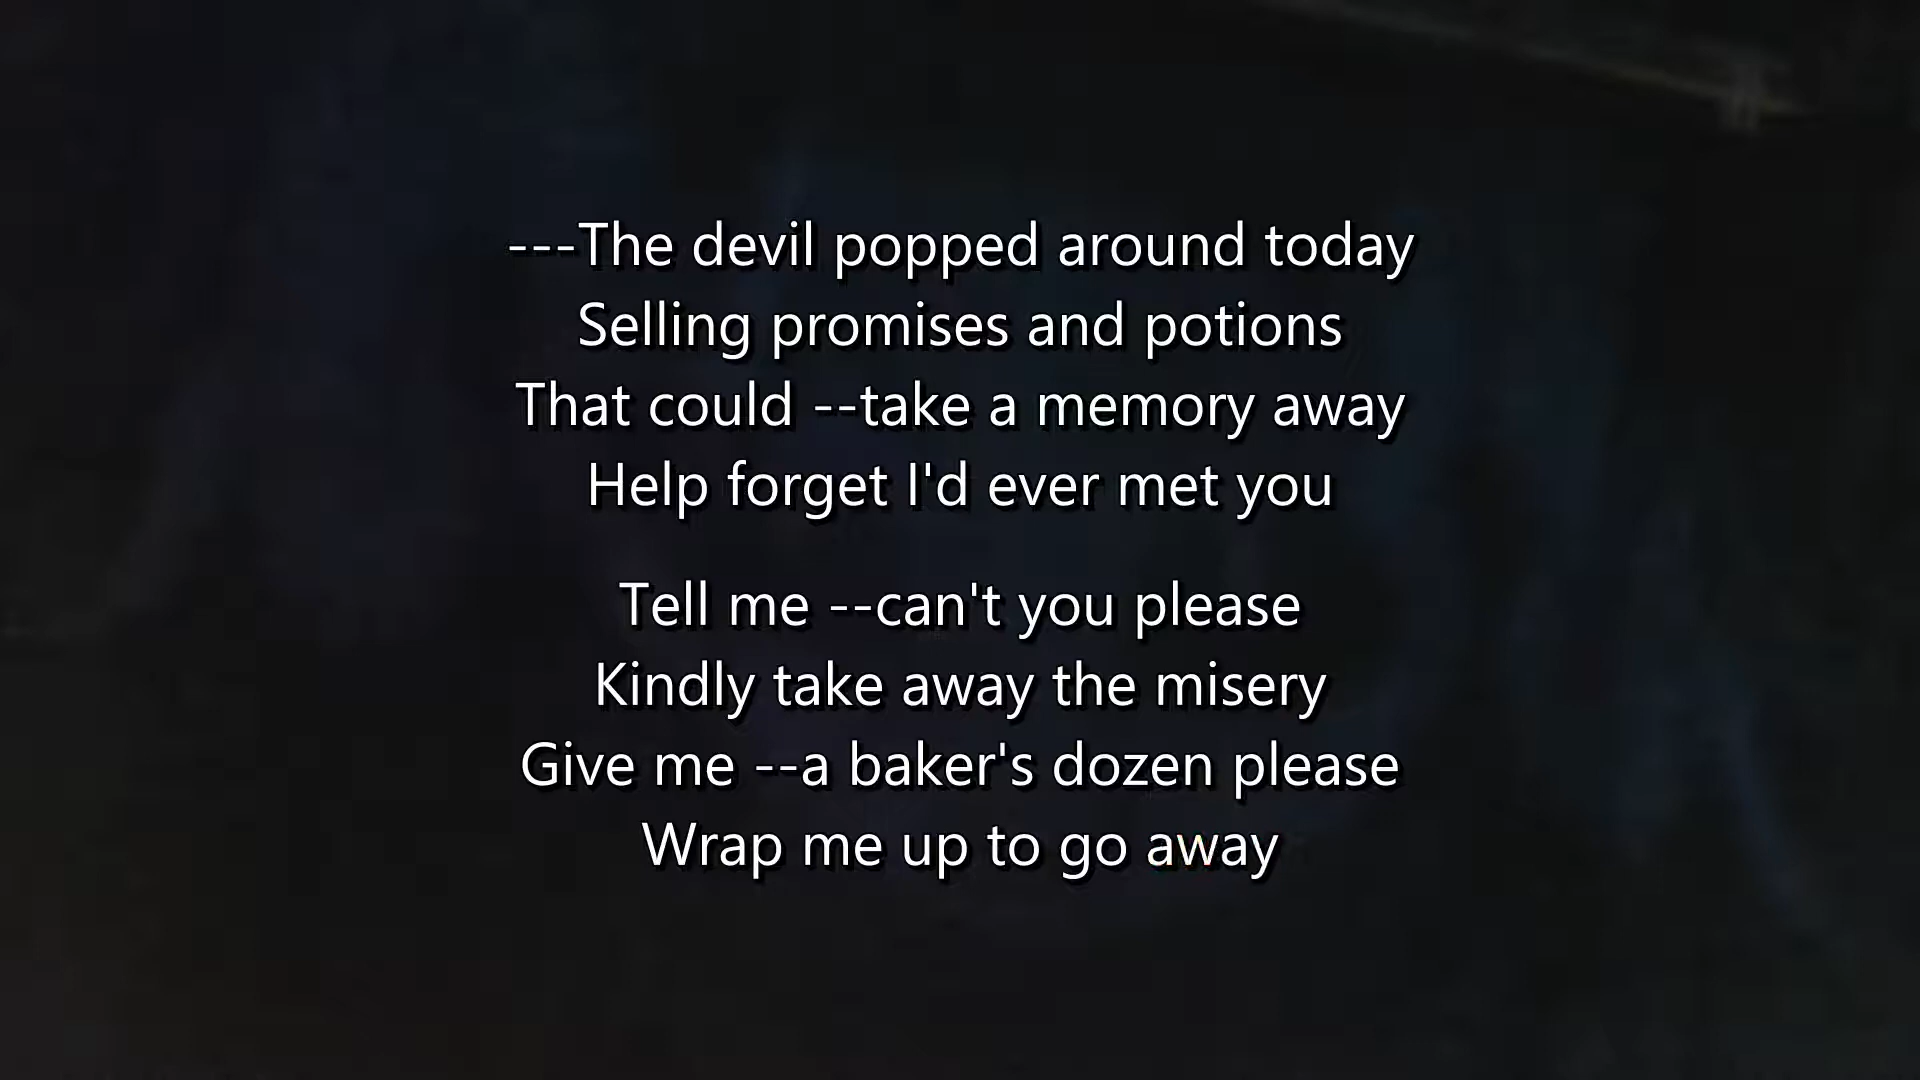 ---The devil popped around today
Selling promises and potions
That could --take a memory away
Help forget I'd ever met you
Tell me --can't you please
Kindly take away the misery
Give me --a baker's dozen please
Wrap me up to go away